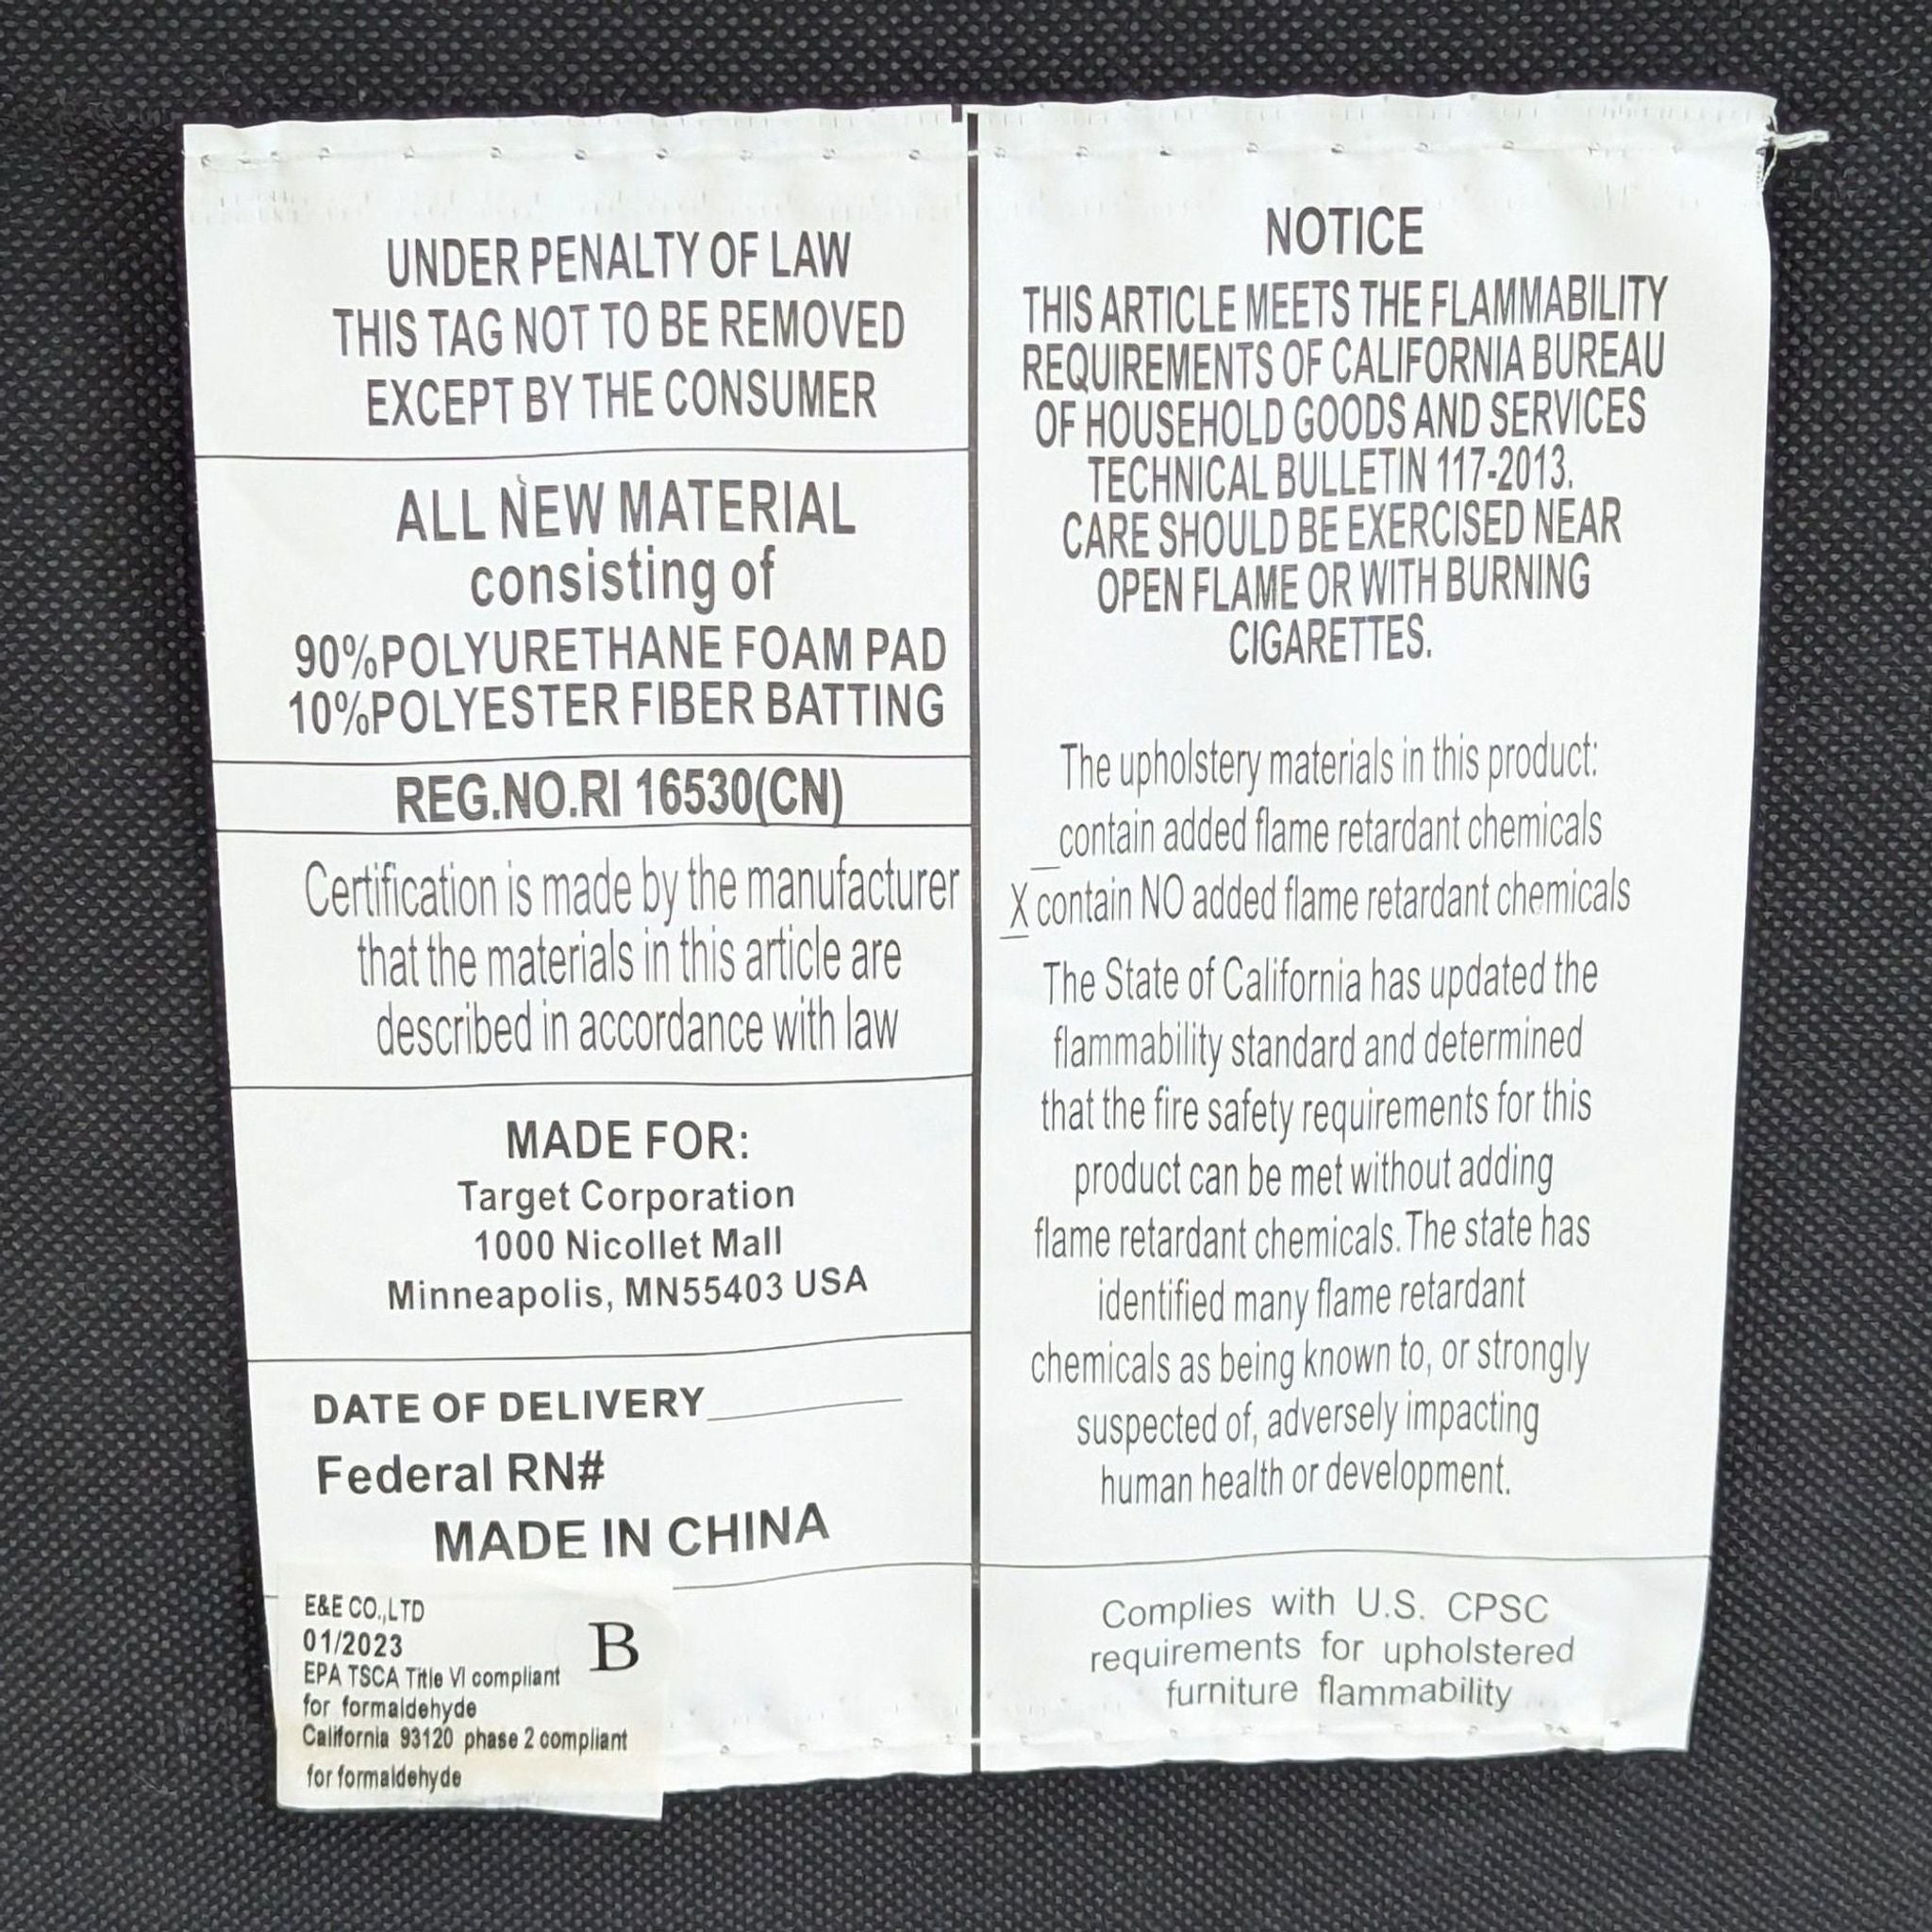 UNDER PENALTY OF LAW
THIS TAG NOT TO BE REMOVED
EXCEPT BY THE CONSUMER
ALL NEW MATERIAL
consisting of
90%POLYURETHANE FOAM PAD
10%POLYESTER FIBER BATTING
REG.NO.RI 16530(CN)
Certification is made by the manufacturer
that the materials in this article are
described in accordance with law
MADE FOR:
Target Corporation
1000 Nicollet Mall
Minneapolis, MN55403 USA
DATE OF DELIVERY
Federal RN#
MADE IN CHINA
E&E CO.,LTD
01/2023
B
EPA TSCA Title VI compliant
for formaldehyde
California 93120 phase 2 compliant
for formaldehyde
NOTICE
THIS ARTICLE MEETS THE FLAMMABILITY
REQUIREMENTS OF CALIFORNIA BUREAU
OF HOUSEHOLD GOODS AND SERVICES
TECHNICAL BULLETIN 117-2013.
CARE SHOULD BE EXERCISED NEAR
OPEN FLAME OR WITH BURNING
CIGARETTES.
The upholstery materials in this product:
_contain added flame retardant chemicals
X contain NO added flame retardant chemicals
The State of California has updated the
flammability standard and determined
that the fire safety requirements for this
product can be met without adding
flame retardant chemicals. The state has
identified many flame retardant
chemicals as being known to, or strongly
suspected of, adversely impacting
human health or development.
Complies with U.S. CPSC
requirements for upholstered
furniture flammability